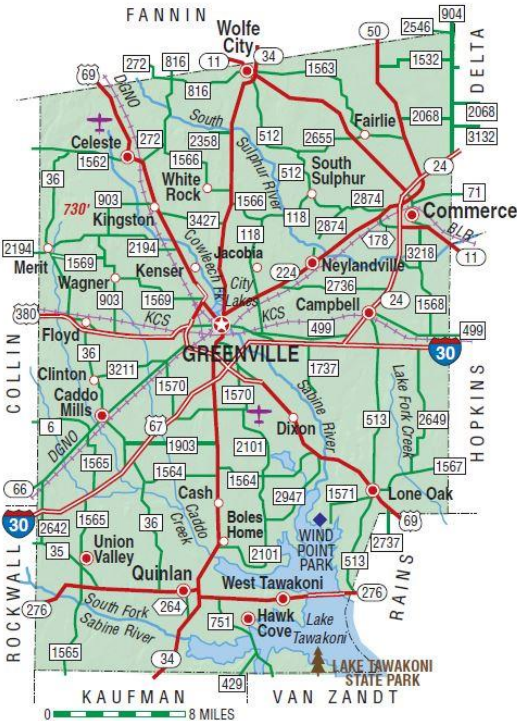 FANNIN
904
Wolfe
City
50
2546
34
11
272
816
1563
1532
DELTA
69
DGNO
816
South
Sulphur River
Fairlie
2068
2068
2358
512
2655
3132
Celeste
272
1562
1566
24
White
Rock
512
South
Sulphur
36
71
903
1566
2874
730'
Kingston
3427
118
Commerce
118
2874
178
BLR
2194
2194
Cowleech Fk.
Jacobia
Merit
1569
Kenser
Neylandville
3218
11
224
City
Lakes
Wagner
2736
903
1569
Campbell
24
1568
380
KCS
KCS
499
499
Floyd
GREENVILLE
30
COLLIN
36
Clinton
3211
1737
1570
1570
Caddo
Mills
Sabine River
Lake Fork Creek
HOPKINS
67
513
2649
6
Dixon
DGNO
1903
2101
1565
1564
1564
1567
66
2947
1571
Lone Oak
Cash
30
1565
36
Caddo
Creek
Boles
Home
69
2642
WIND
POINT
PARK
2737
35
Union
Valley
2101
513
ROCKWALL
RAINS
Quinlan
West Tawakoni
276
276
264
South Fork
Sabine River
751
Hawk
Cove
Lake
Tawakoni
1565
34
LAKE TAWAKONI
STATE PARK
429
KAUFMAN
VAN ZANDT
0 8 MILES